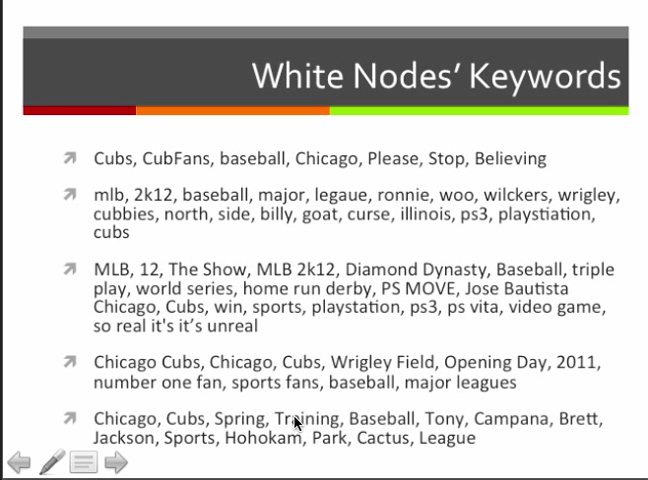 White Nodes' Keywords
Cubs, CubFans, baseball, Chicago, Please, Stop, Believing
mlb, 2k12, baseball, major, legaue, ronnie, woo, wilckers, wrigley,
cubbies, north, side, billy, goat, curse, illinois, ps3, playstiation,
cubs
MLB, 12, The Show, MLB 2k12, Diamond Dynasty, Baseball, triple
play, world series, home run derby, PS MOVE, Jose Bautista
Chicago, Cubs, win, sports, playstation, ps3, ps vita, video game,
so real it's it's unreal
Chicago Cubs, Chicago, Cubs, Wrigley Field, Opening Day, 2011,
number one fan, sports fans, baseball, major leagues
Chicago, Cubs, Spring, Training, Baseball, Tony, Campana, Brett,
Jackson, Sports, Hohokam, Park, Cactus, League